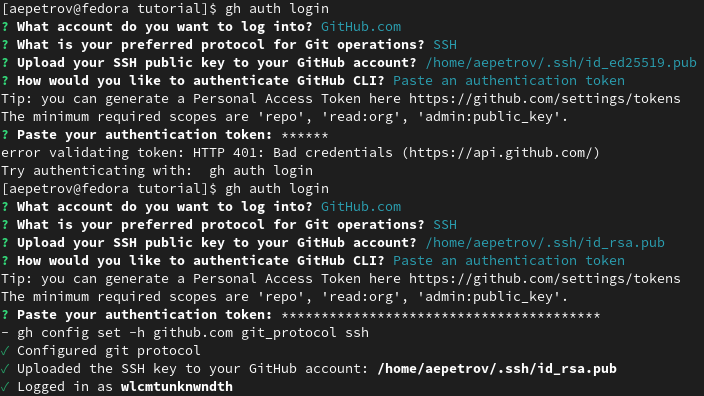 [aepetrov@fedora tutorial]$ gh auth login
? What account do you want to log into? GitHub.com
? What is your preferred protocol for Git operations? SSH
? Upload your SSH public key to your GitHub account? /home/aepetrov/.ssh/id_ed25519.pub
? How would you like to authenticate GitHub CLI? Paste an authentication token
Tip: you can generate a Personal Access Token here https://github.com/settings/tokens
The minimum required scopes are 'repo', 'read:org', 'admin:public_key'.
? Paste your authentication token: ******
error validating token: HTTP 401: Bad credentials (https://api.github.com/)
Try authenticating with:  gh auth login
[aepetrov@fedora tutorial]$ gh auth login
? What account do you want to log into? GitHub.com
? What is your preferred protocol for Git operations? SSH
? Upload your SSH public key to your GitHub account? /home/aepetrov/.ssh/id_rsa.pub
? How would you like to authenticate GitHub CLI? Paste an authentication token
Tip: you can generate a Personal Access Token here https://github.com/settings/tokens
The minimum required scopes are 'repo', 'read:org', 'admin:public_key'.
? Paste your authentication token: ****************************************
- gh config set -h github.com git_protocol ssh
✓ Configured git protocol
✓ Uploaded the SSH key to your GitHub account: /home/aepetrov/.ssh/id_rsa.pub
✓ Logged in as wlcmtunknwndth